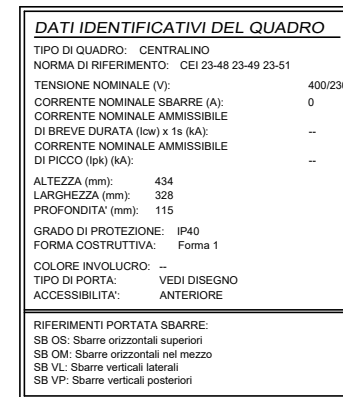 DATI IDENTIFICATIVI DEL QUADRO
TIPO DI QUADRO: CENTRALINO
NORMA DI RIFERIMENTO: CEI 23-48 23-49 23-51
TENSIONE NOMINALE (V): 400/230
CORRENTE NOMINALE SBARRE (A): 0
CORRENTE NOMINALE AMMISSIBILE
DI BREVE DURATA (Icw) x 1s (kA): --
CORRENTE NOMINALE AMMISSIBILE
DI PICCO (Ipk) (kA): --
ALTEZZA (mm): 434
LARGHEZZA (mm): 328
PROFONDITA' (mm): 115
GRADO DI PROTEZIONE: IP40
FORMA COSTRUTTIVA: Forma 1
COLORE INVOLUCRO: --
TIPO DI PORTA: VEDI DISEGNO
ACCESSIBILITA': ANTERIORE
RIFERIMENTI PORTATA SBARRE:
SB OS: Sbarre orizzontali superiori
SB OM: Sbarre orizzontali nel mezzo
SB VL: Sbarre verticali laterali
SB VP: Sbarre verticali posteriori